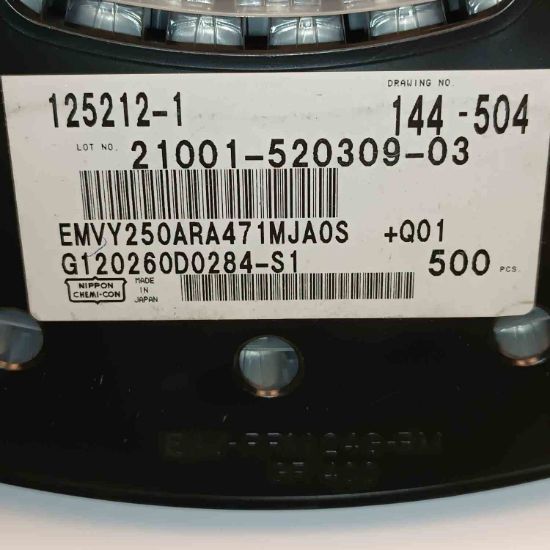 DRAWING NO.
125212-1 144-504
LOT NO. 21001-520309-03
EMVY250ARA471MJA0S +Q01
G120260D0284-S1 500 PCS.
NIPPON CHEMI-CON
MADE IN JAPAN